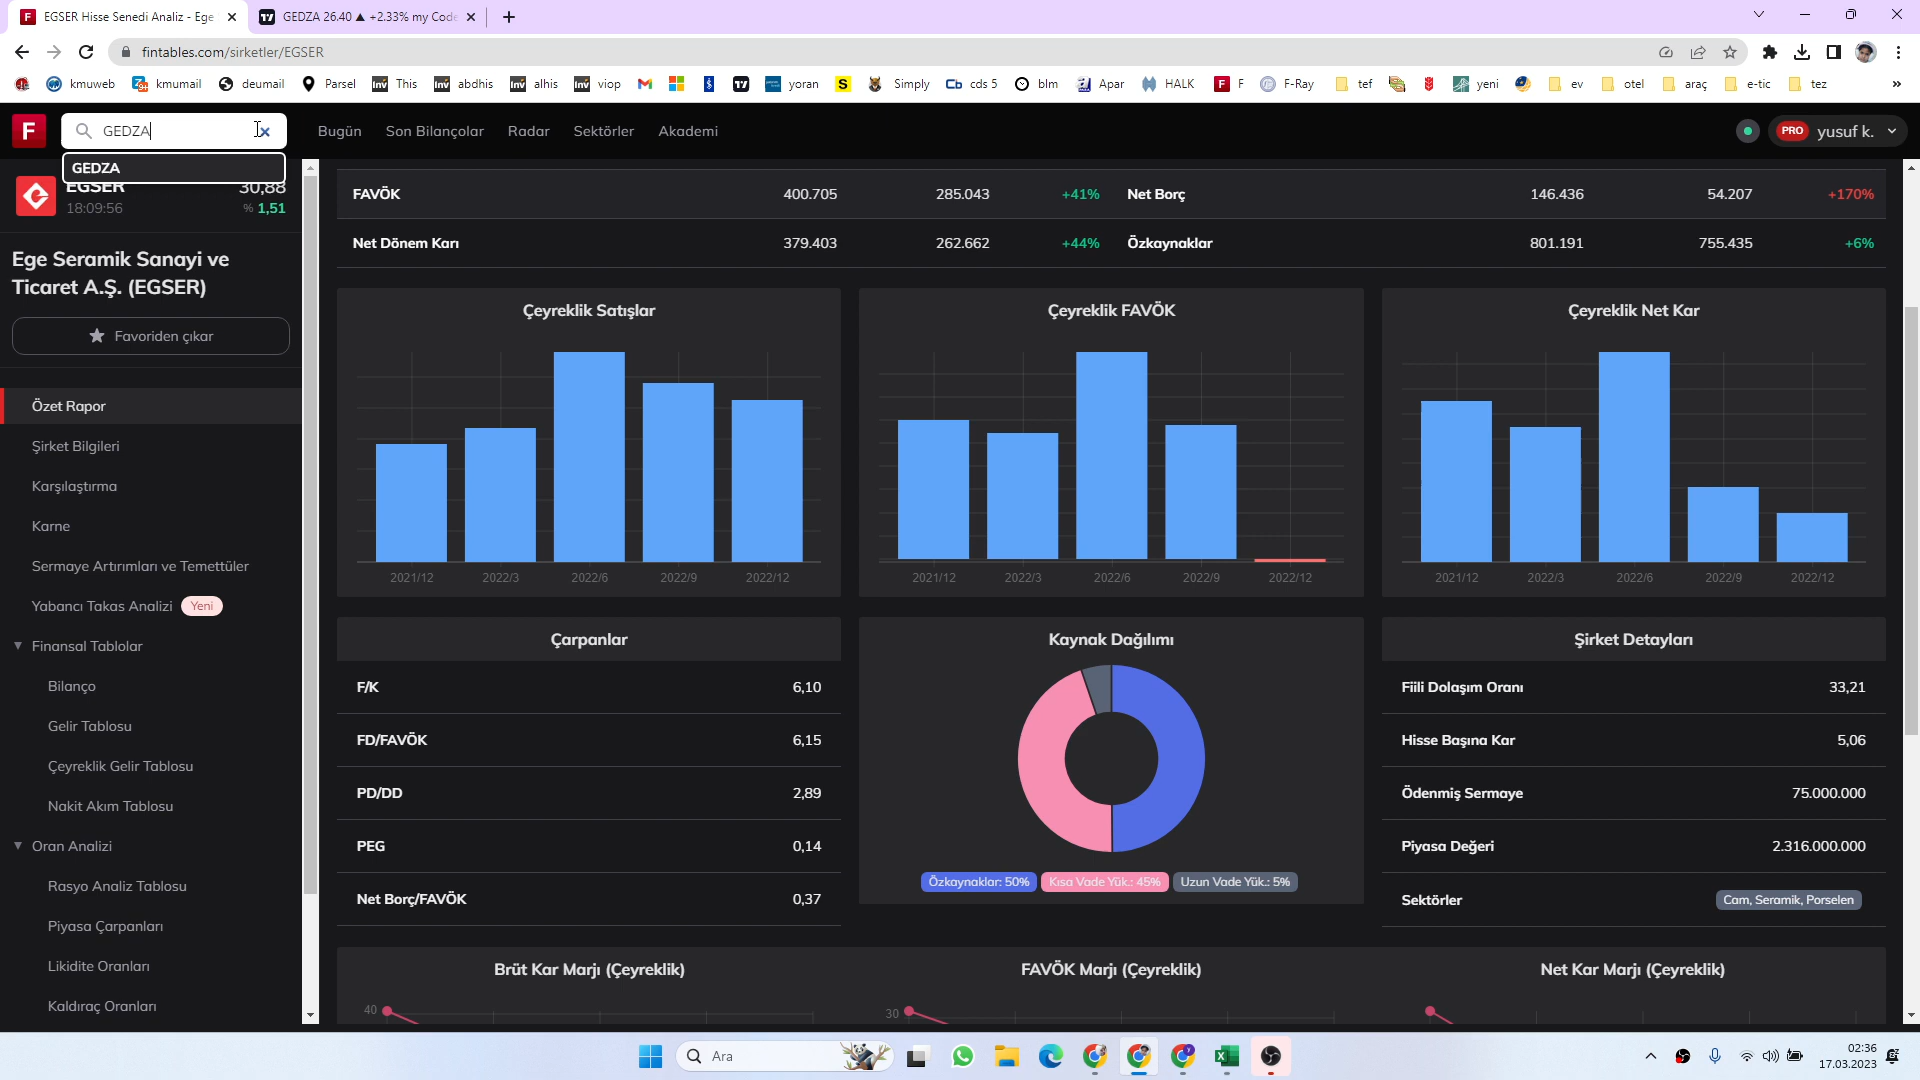 EGSER Hisse Senedi Analiz - Ege
GEDZA 26.40 ▲ +2.33% my Code
fintables.com/sirketler/EGSER
kmuweb
kmumail
deumail
Parsel
This
abdhis
alhis
viop
yoran
Simply
cds 5
blm
Apar
HALK
F
F-Ray
tef
yeni
ev
otel
araç
e-tic
tez
F
GEDZA
Bugün
Son Bilançolar
Radar
Sektörler
Akademi
PRO yusuf k.
GEDZA
EGSER
30,88
18:09:56
% 1,51
Ege Seramik Sanayi ve
Ticaret A.Ş. (EGSER)
Favoriden çıkar
Özet Rapor
Şirket Bilgileri
Karşılaştırma
Karne
Sermaye Artırımları ve Temettüler
Yabancı Takas Analizi Yeni
Finansal Tablolar
Bilanço
Gelir Tablosu
Çeyreklik Gelir Tablosu
Nakit Akım Tablosu
Oran Analizi
Rasyo Analiz Tablosu
Piyasa Çarpanları
Likidite Oranları
Kaldıraç Oranları
FAVÖK 400.705 285.043 +41% Net Borç 146.436 54.207 +170%
Net Dönem Karı 379.403 262.662 +44% Özkaynaklar 801.191 755.435 +6%
Çeyreklik Satışlar
2021/12 2022/3 2022/6 2022/9 2022/12
Çeyreklik FAVÖK
2021/12 2022/3 2022/6 2022/9 2022/12
Çeyreklik Net Kar
2021/12 2022/3 2022/6 2022/9 2022/12
Çarpanlar
F/K 6,10
FD/FAVÖK 6,15
PD/DD 2,89
PEG 0,14
Net Borç/FAVÖK 0,37
Kaynak Dağılımı
Özkaynaklar: 50% Kısa Vade Yük.: 45% Uzun Vade Yük.: 5%
Şirket Detayları
Fiili Dolaşım Oranı 33,21
Hisse Başına Kar 5,06
Ödenmiş Sermaye 75.000.000
Piyasa Değeri 2.316.000.000
Sektörler Cam, Seramik, Porselen
Brüt Kar Marjı (Çeyreklik)
40
FAVÖK Marjı (Çeyreklik)
30
Net Kar Marjı (Çeyreklik)
Ara
02:36
17.03.2023